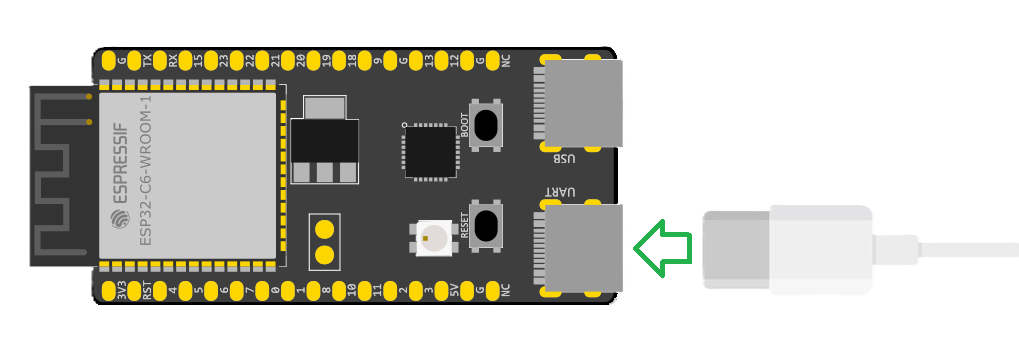 G TX RX 15 23 22 21 20 19 18 9 G 13 12 G NC
ESPRESSIF
ESP32-C6-WROOM-1
BOOT
USB
UART
RESET
3V3 RST 4 5 6 7 0 1 8 10 11 2 3 5V G NC